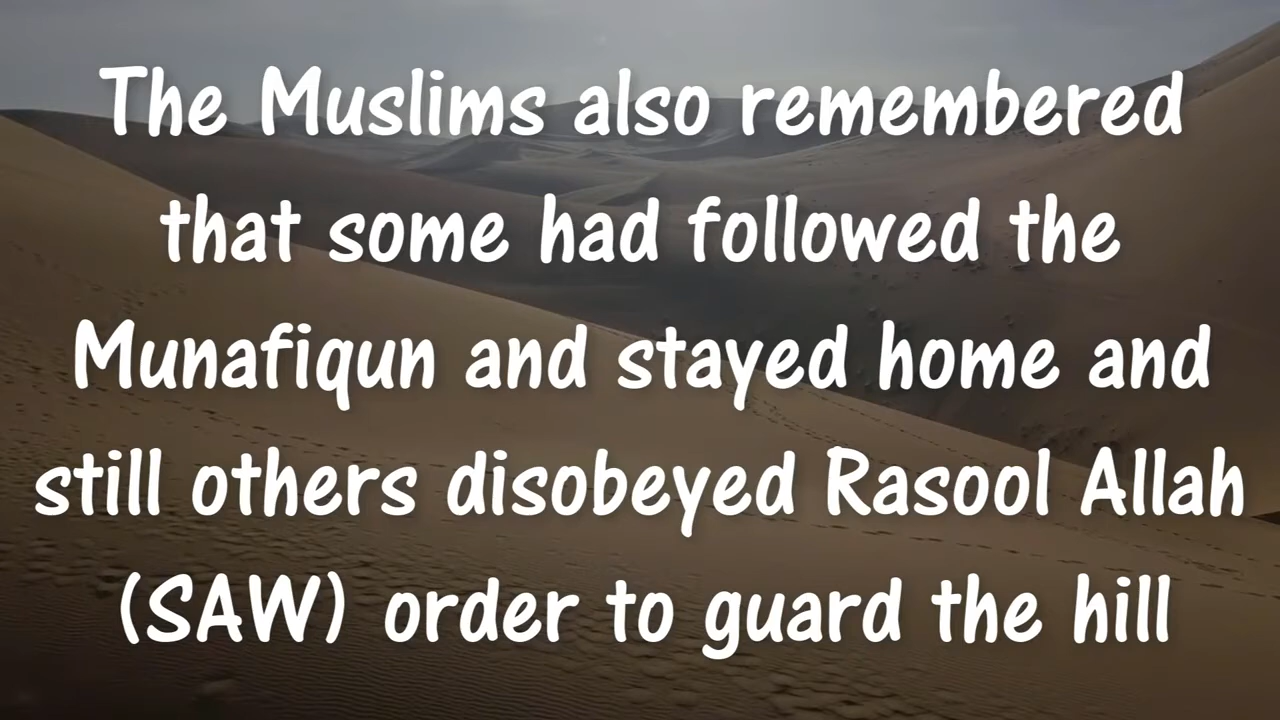 The Muslims also remembered
that some had followed the
Munafiqun and stayed home and
still others disobeyed Rasool Allah
(SAW) order to guard the hill